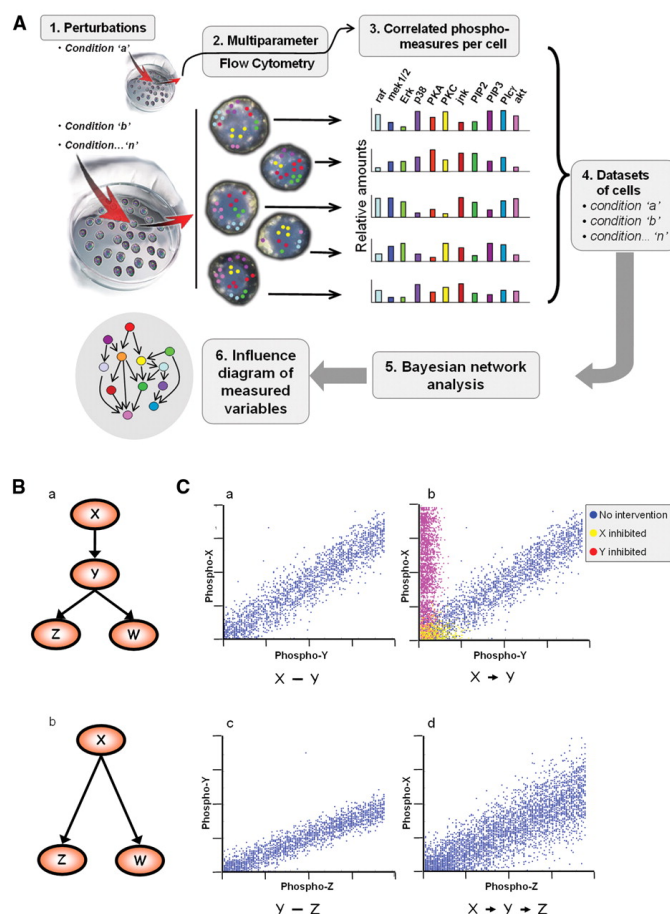 A
1. Perturbations
• Condition 'a'
• Condition 'b'
• Condition... 'n'
2. Multiparameter
Flow Cytometry
3. Correlated phospho-
measures per cell
raf
mek1/2
Erk
p38
PKA
PKC
jnk
PIP2
PIP3
Plcγ
akt
Relative amounts
4. Datasets
of cells
• condition 'a'
• condition 'b'
• condition... 'n'
5. Bayesian network
analysis
6. Influence
diagram of
measured
variables
B
a
X
Y
Z
W
b
X
Z
W
C
a
Phospho-X
Phospho-Y
X – Y
b
Phospho-X
Phospho-Y
X → Y
No intervention
X inhibited
Y inhibited
c
Phospho-Y
Phospho-Z
Y – Z
d
Phospho-X
Phospho-Z
X → Y → Z